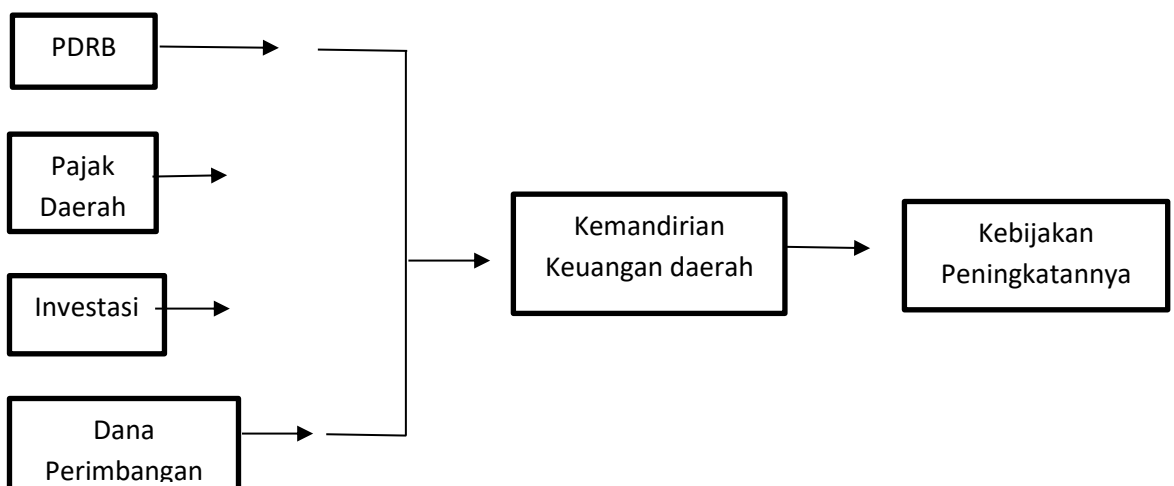 PDRB
Pajak
Daerah
Investasi
Dana
Perimbangan
Kemandirian
Keuangan daerah
Kebijakan
Peningkatannya